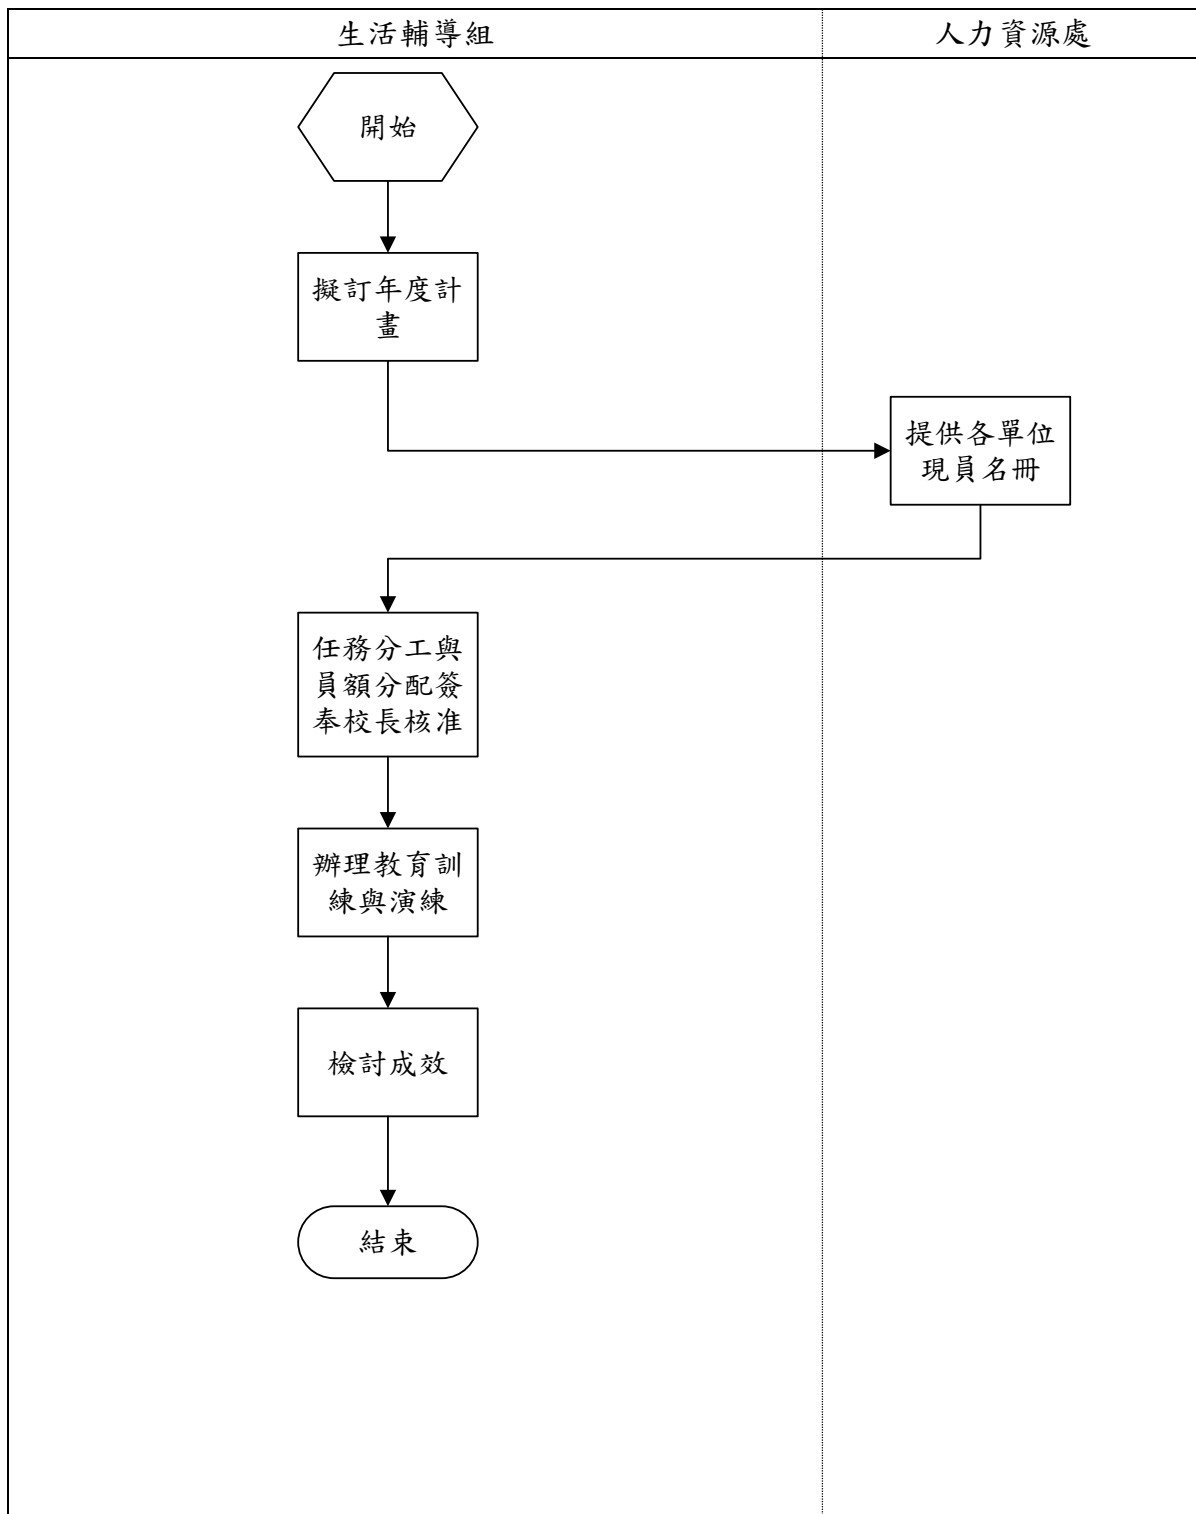 生活輔導組
人力資源處
開始
擬訂年度計
畫
提供各單位
現員名冊
任務分工與
員額分配簽
奉校長核准
辦理教育訓
練與演練
檢討成效
結束